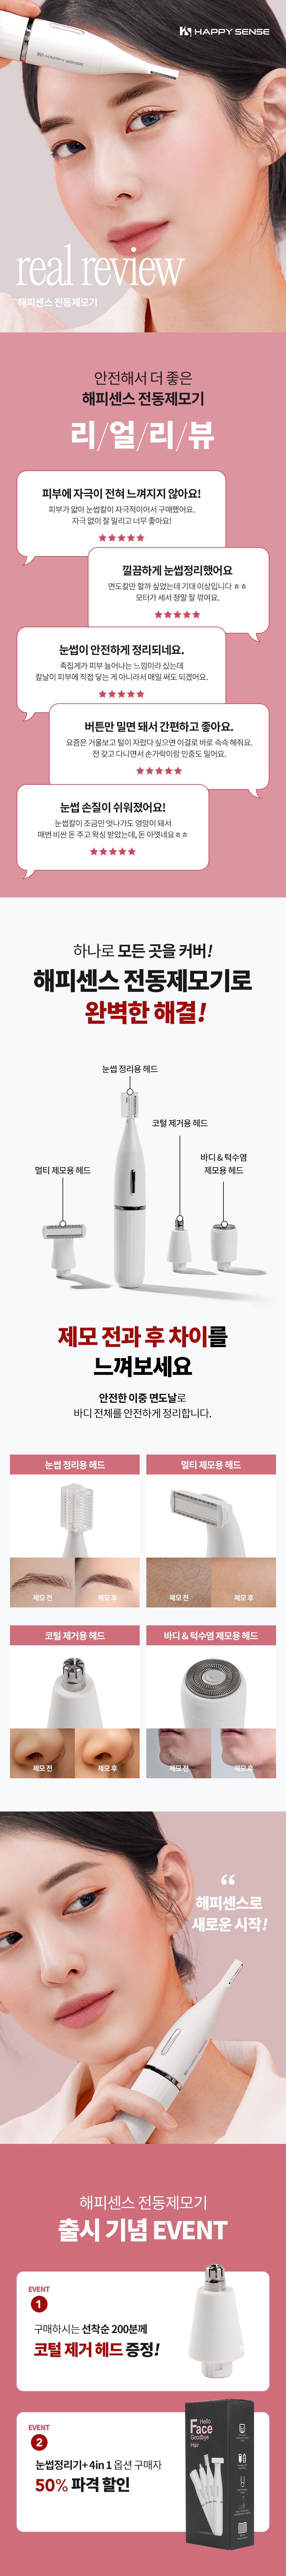 HAPPY SENSE
real review
해피센스 전동제모기
안전해서 더 좋은
해피센스 전동제모기
리/얼/리/뷰
피부에 자극이 전혀 느껴지지 않아요!
피부가 얇아 눈썹칼이 자극적이어서 구매했어요.
자극 없이 잘 밀리고 너무 좋아요!
★★★★★
낄끔하게 눈썹정리했어요
면도칼만 할까 싶었는데 기대 이상입니다 ㅎㅎ
모터가 세서 정말 잘 깎여요.
★★★★★
눈썹이 안전하게 정리되네요.
족집게가 피부 늘어나는 느낌이라 싫는데
칼날이 피부에 직접 닿는 게 아니라서 매일 써도 되겠어요.
★★★★★
버튼만 밀면 돼서 간편하고 좋아요.
요즘은 거울보고 털이 자랐다 싶으면 이걸로 바로 슥슥 해줘요.
전 갖고 다니면서 손가락이랑 인중도 밀어요.
★★★★★
눈썹 손질이 쉬워졌어요!
눈썹칼이 조금만 엇나가도 엉망이 돼서
매번 비싼 돈 주고 왁싱 받았는데, 돈 아꼇네요ㅎㅎ
★★★★★
하나로 모든 곳을 커버!
해피센스 전동제모기로
완벽한 해결!
눈썹 정리용 헤드
코털 제거용 헤드
바디 & 턱수염
제모용 헤드
멀티 제모용 헤드
제모 전과 후 차이를
느껴보세요
안전한 이중 면도날로
바디 전체를 안전하게 정리합니다.
눈썹 정리용 헤드
멀티 제모용 헤드
제모 전
제모 후
제모 전
제모 후
코털 제거용 헤드
바디 & 턱수염 제모용 헤드
제모 전
제모 후
제모 전
제모 후
“
해피센스로
새로운 시작!
해피센스 전동제모기
출시 기념 EVENT
EVENT
1
구매하시는 선착순 200분께
코털 제거 헤드 증정!
EVENT
2
눈썹정리기+4in1 옵션 구매자
50% 파격 할인
Hello
Face
Goodbye
Hair